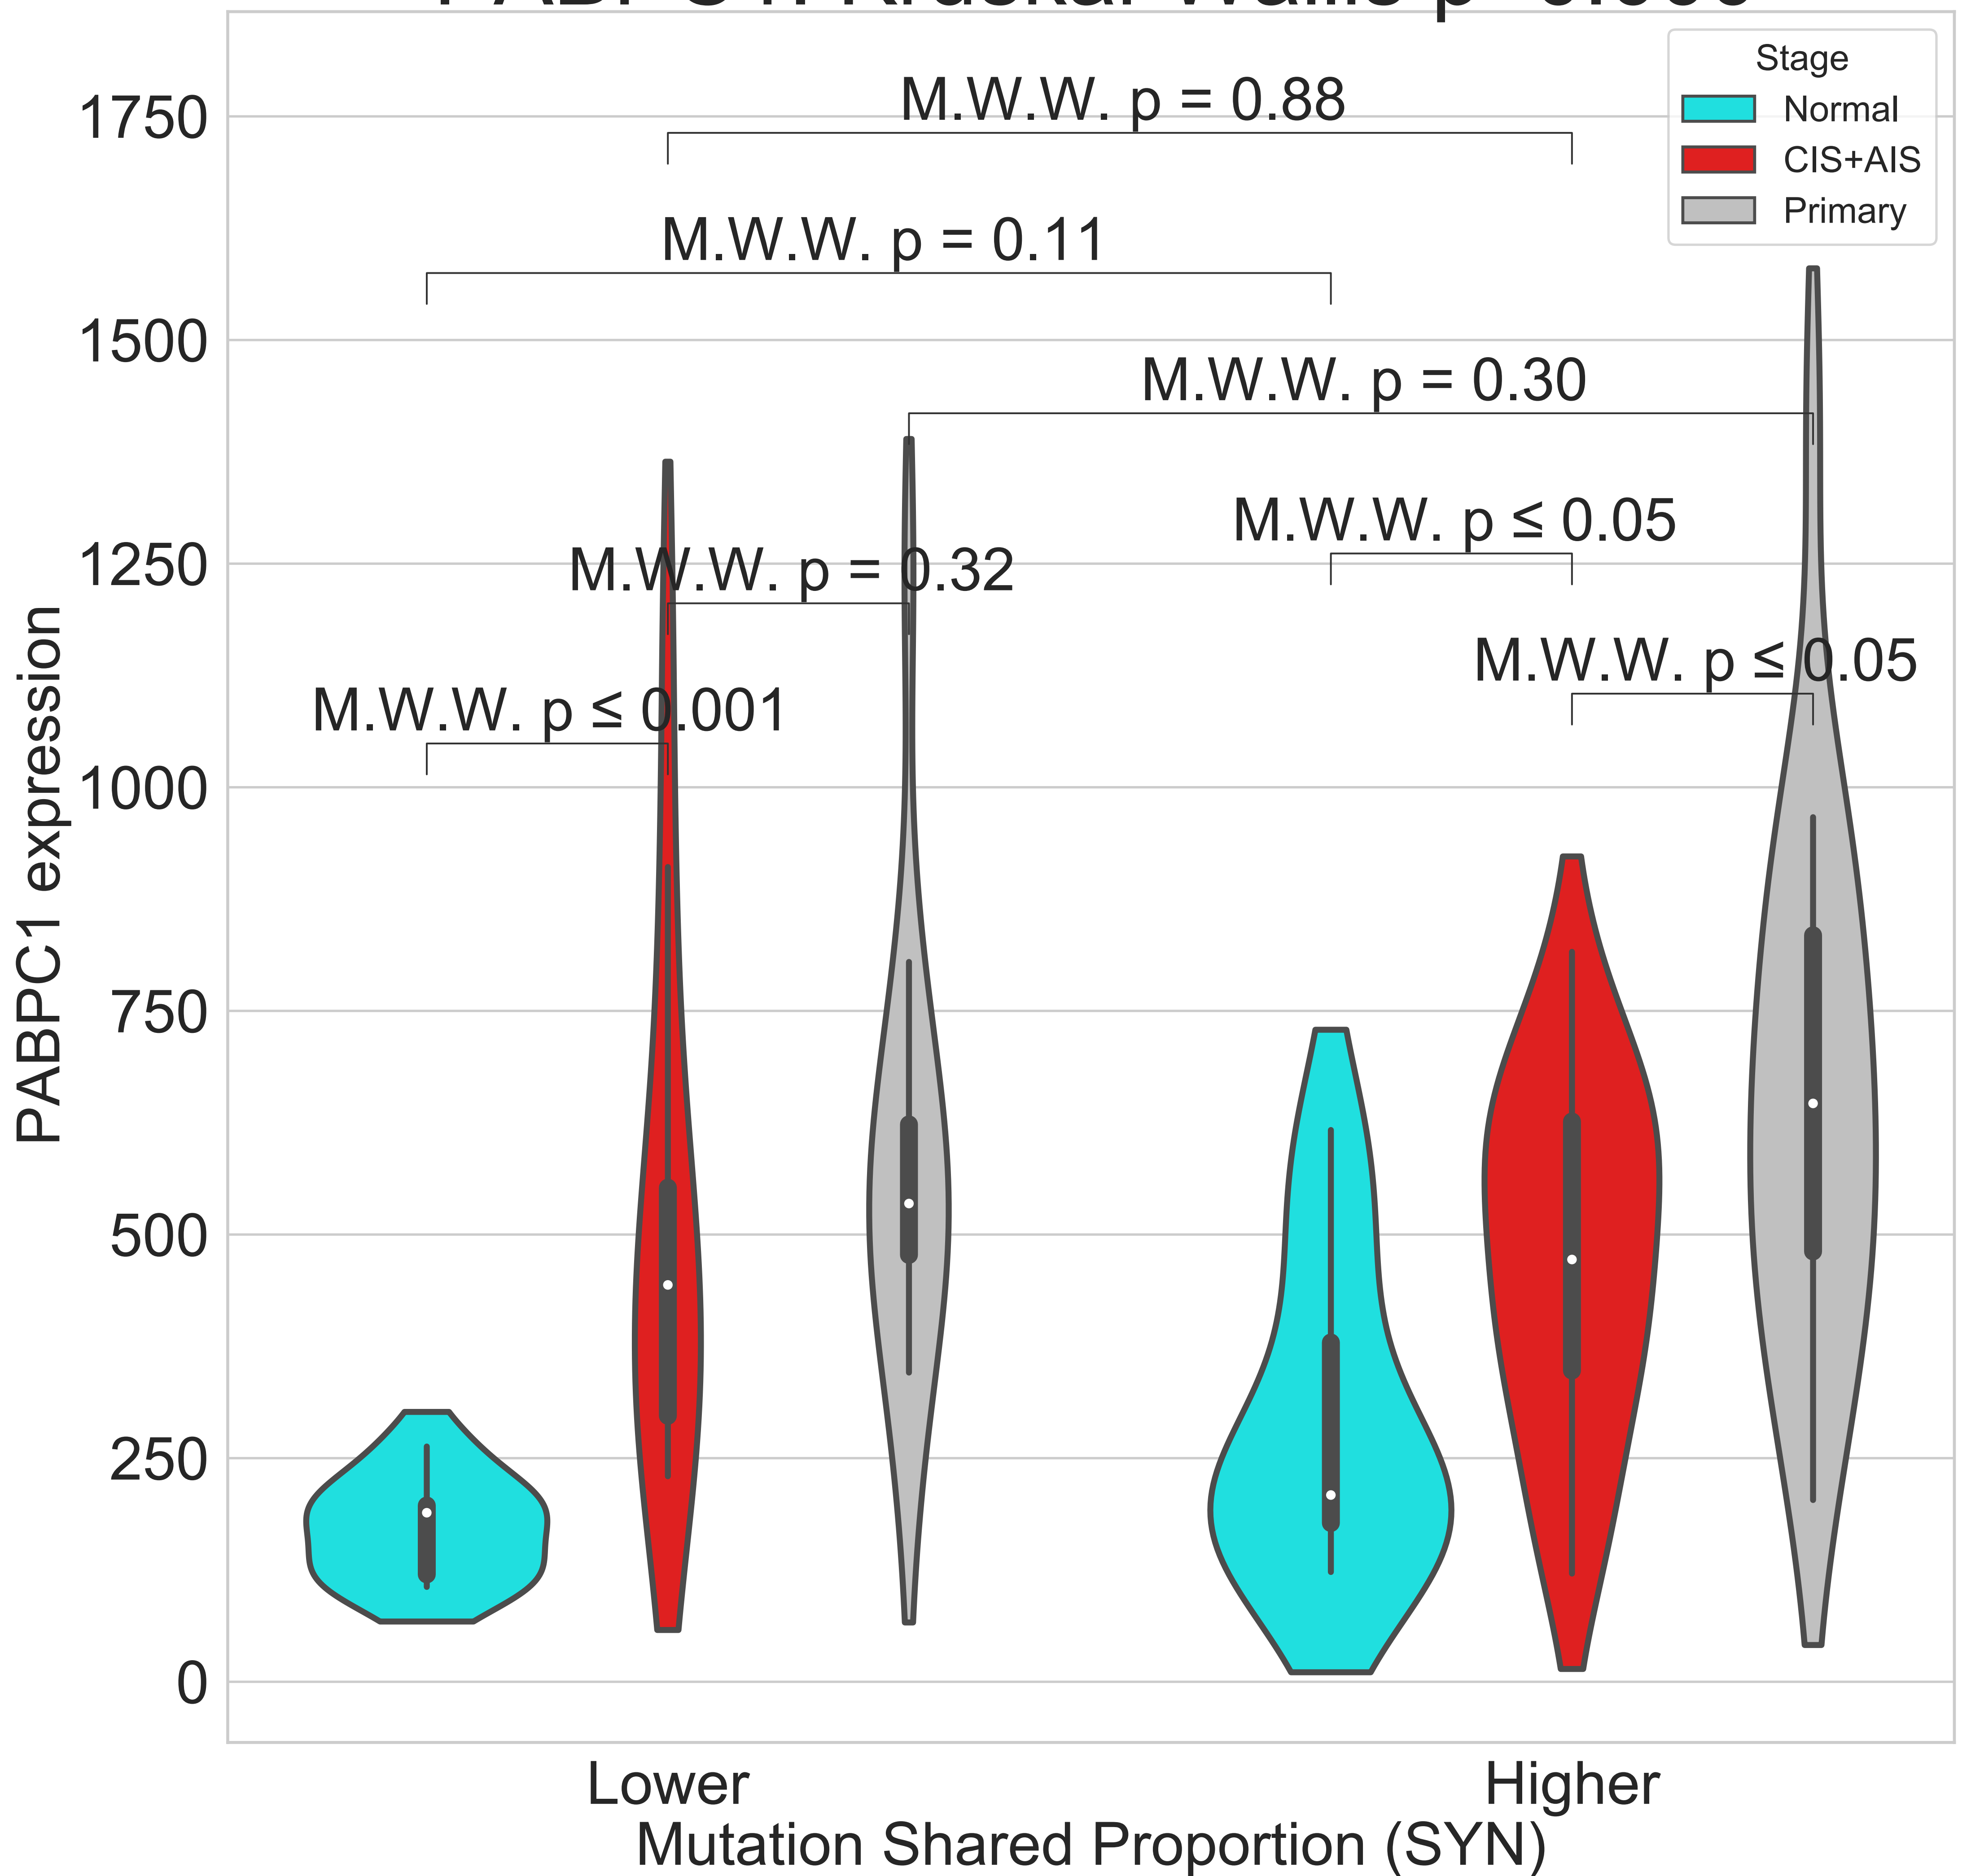 Stage
Normal
CIS+AIS
Primary
M.W.W. p = 0.88
M.W.W. p = 0.11
M.W.W. p = 0.30
M.W.W. p ≤ 0.05
M.W.W. p = 0.32
M.W.W. p ≤ 0.05
M.W.W. p ≤ 0.001
1750
1500
1250
1000
750
500
250
0
PABPC1 expression
Lower
Higher
Mutation Shared Proportion (SYN)